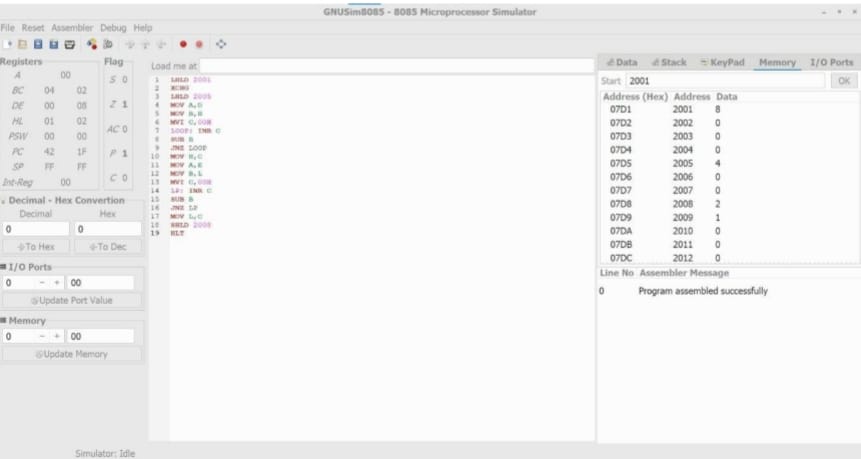 GNUSim8085 - 8085 Microprocessor Simulator
File Reset Assembler Debug Help
Registers Flag
A 00 S 0
BC 04 02
DE 00 08 Z 1
HL 01 02
PSW 00 00 AC 0
PC 42 1F P 1
SP FF FF
Int-Reg 00 C 0
Decimal - Hex Convertion
Decimal Hex
0 0
To Hex To Dec
I/O Ports
0 - + 00
Update Port Value
Memory
0 - + 00
Update Memory
Simulator: Idle
Load me at
1 LHLD 2001
2 XCHG
3 LHLD 2005
4 MOV A,D
5 MOV B,H
6 MVI C,00H
7 LOOP: INR C
8 SUB B
9 JNZ LOOP
10 MOV H,C
11 MOV A,E
12 MOV B,L
13 MVI C,00H
14 LP: INR C
15 SUB B
16 JNZ LP
17 MOV L,C
18 SHLD 2008
19 HLT
Data Stack KeyPad Memory I/O Ports
Start 2001 OK
Address (Hex) Address Data
07D1 2001 8
07D2 2002 0
07D3 2003 0
07D4 2004 0
07D5 2005 4
07D6 2006 0
07D7 2007 0
07D8 2008 2
07D9 2009 1
07DA 2010 0
07DB 2011 0
07DC 2012 0
Line No Assembler Message
0 Program assembled successfully